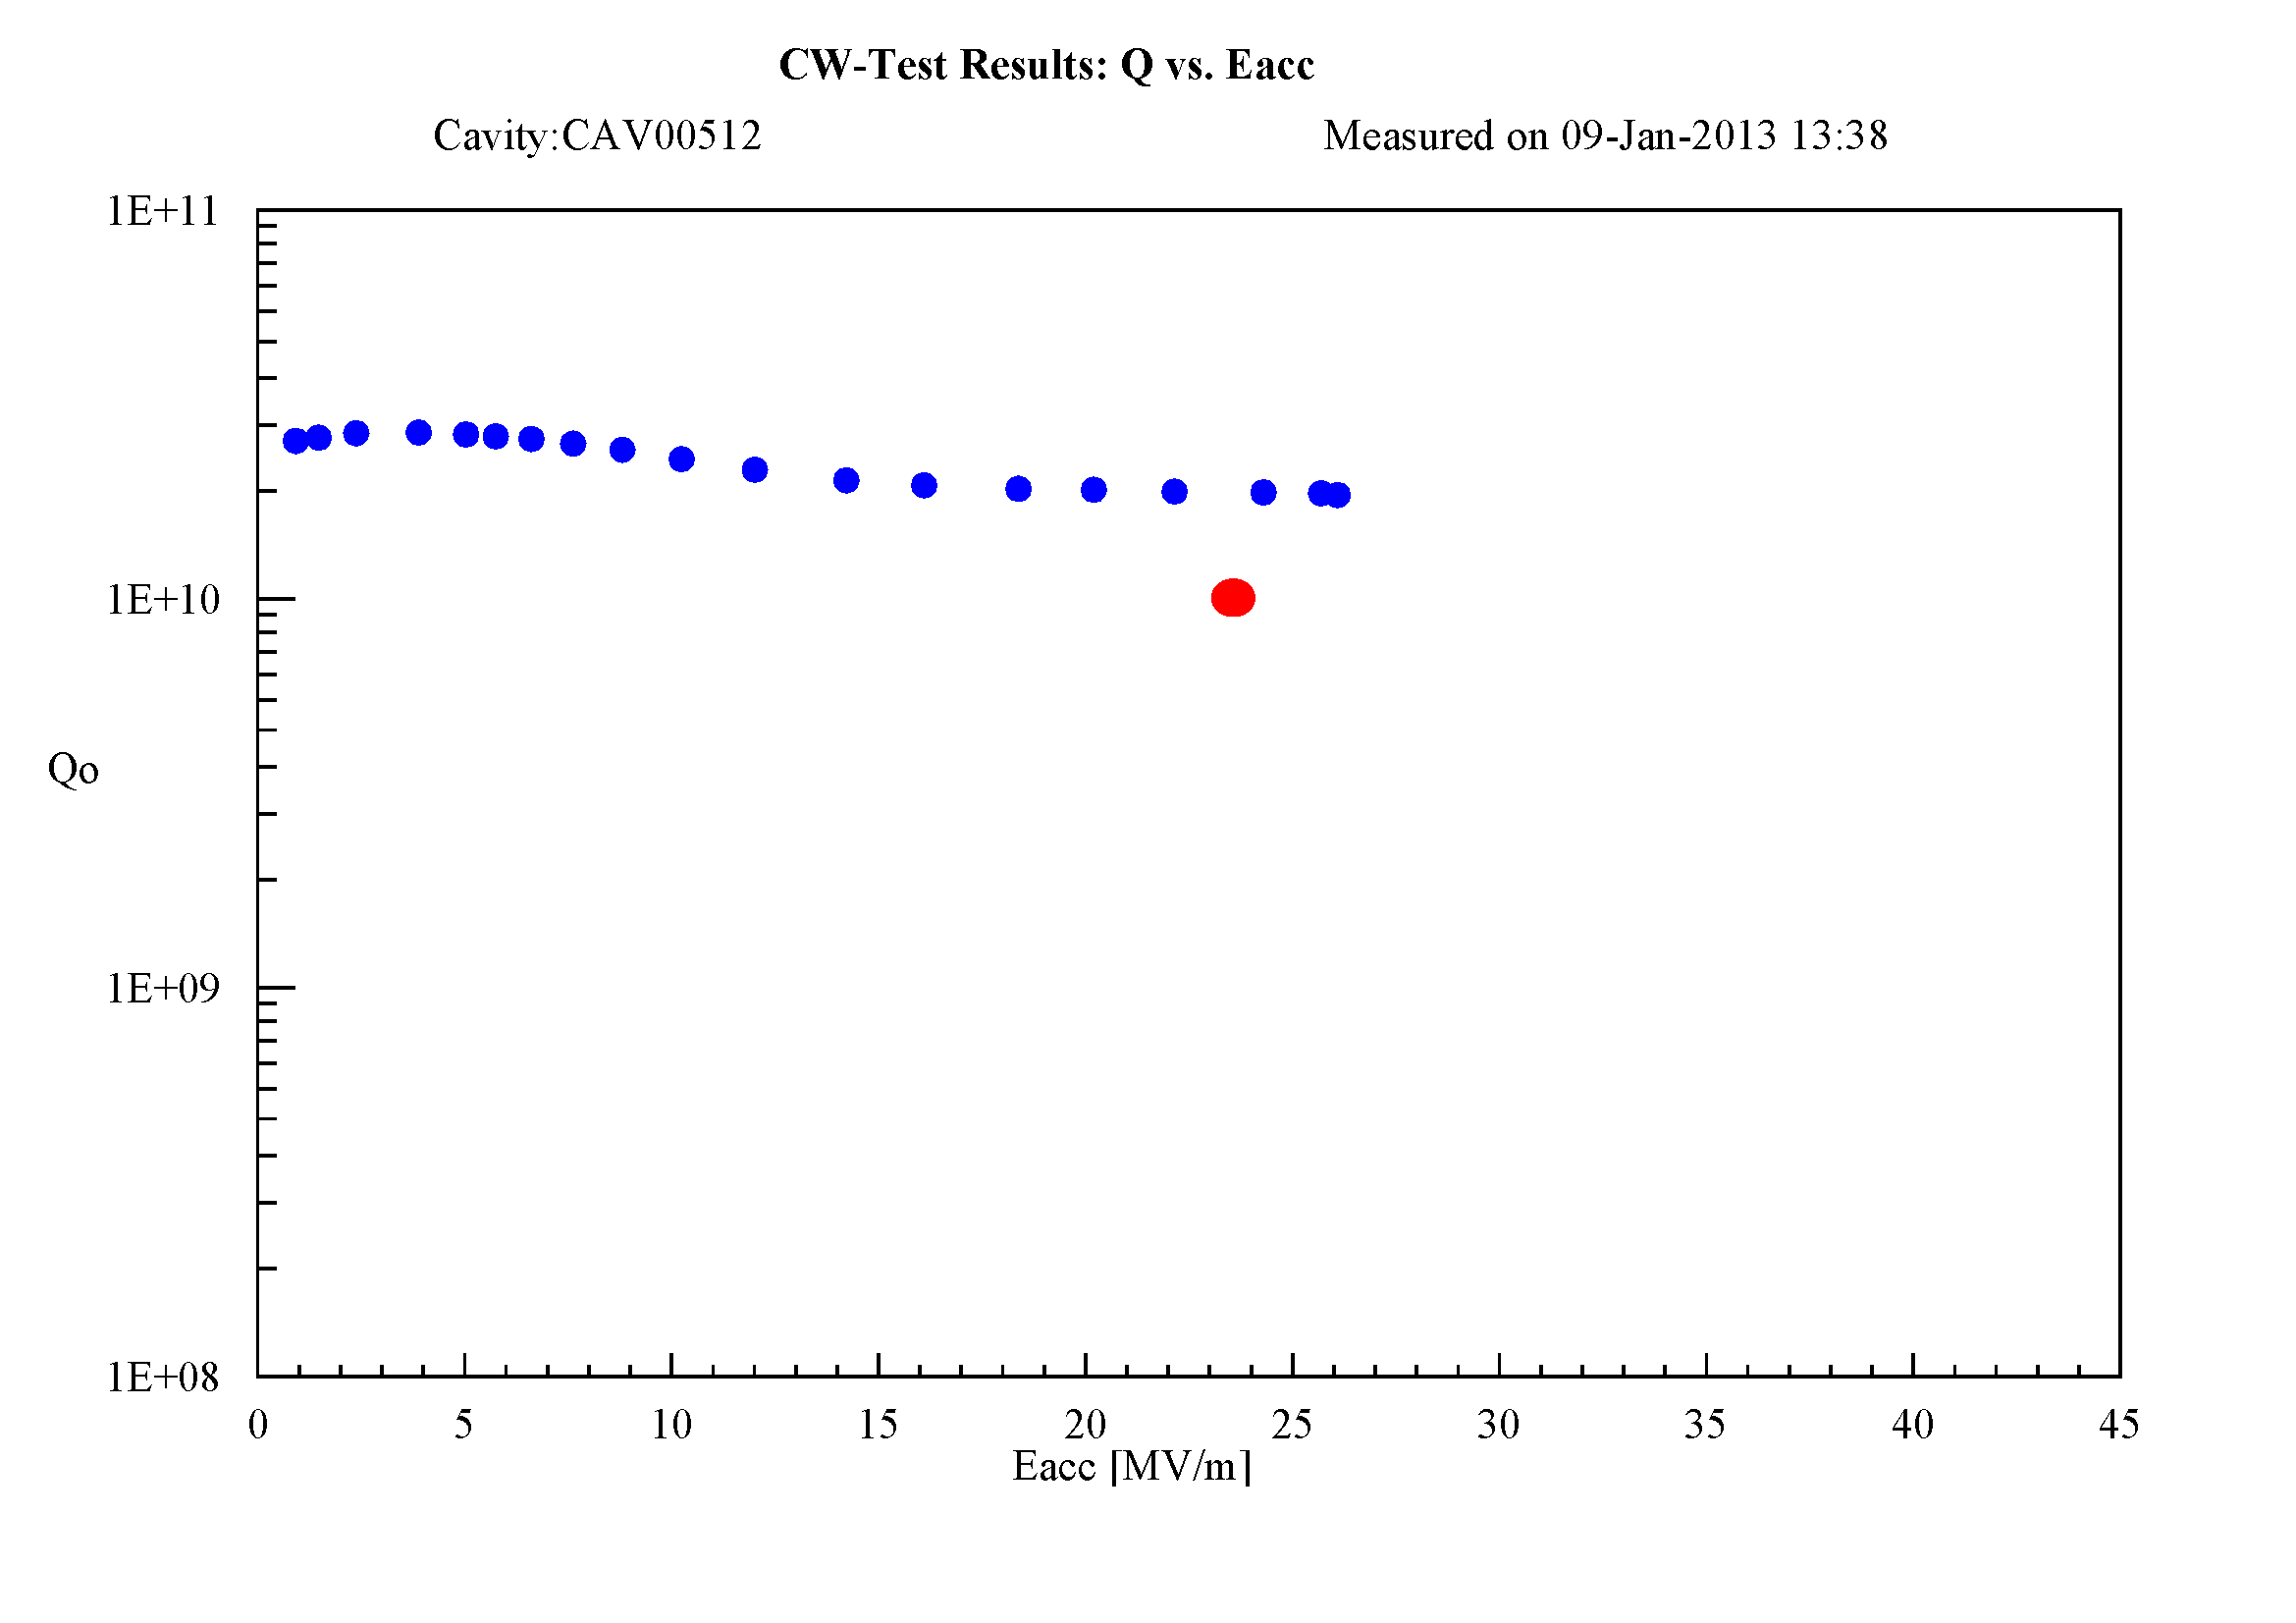 CW-Test Results: Q vs. Eacc
Cavity:CAV00512 Measured on 09-Jan-2013 13:38
1E+11
1E+10
Qo
1E+09
1E+08
0 5 10 15 20 25 30 35 40 45
Eacc [MV/m]